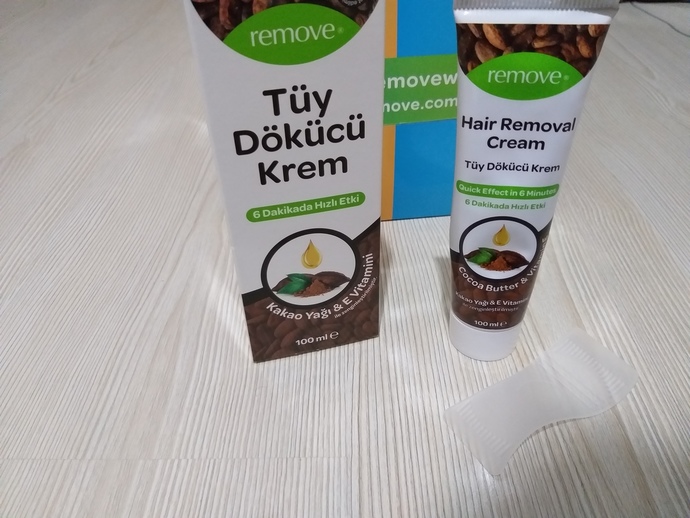 remove®
Tüy
Dökücü
Krem
6 Dakikada Hızlı Etki
Kakao Yağı & E Vitamini
ile zenginleştirilmiştir
100 ml ℮
emovew
move.com
remove®
Hair Removal
Cream
Tüy Dökücü Krem
Quick Effect in 6 Minutes
6 Dakikada Hızlı Etki
Cocoa Butter &
Kakao Yağı & E Vitamini
100 ml ℮